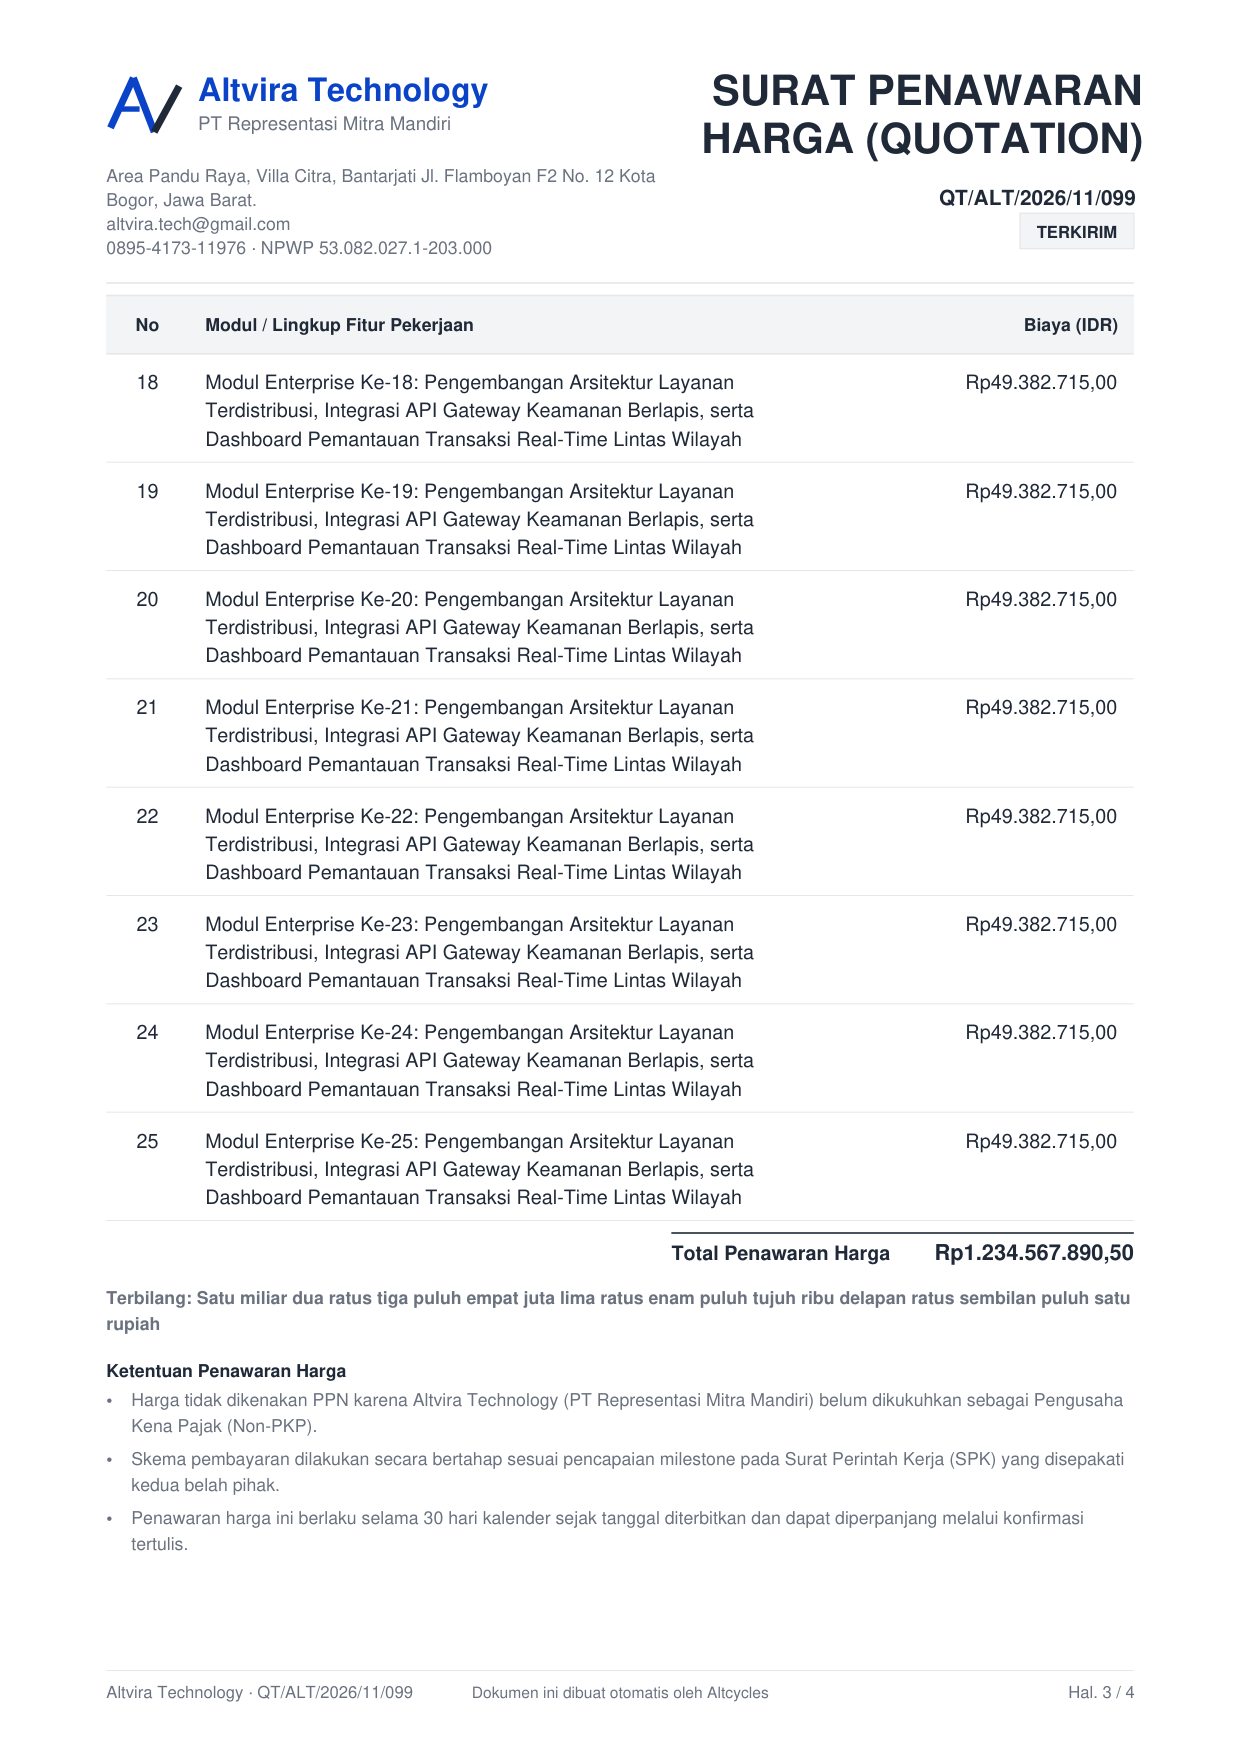 Altvira Technology
PT Representasi Mitra Mandiri
SURAT PENAWARAN
HARGA (QUOTATION)
Area Pandu Raya, Villa Citra, Bantarjati Jl. Flamboyan F2 No. 12 Kota
Bogor, Jawa Barat.
altvira.tech@gmail.com
0895-4173-11976 · NPWP 53.082.027.1-203.000
QT/ALT/2026/11/099
TERKIRIM
No Modul / Lingkup Fitur Pekerjaan Biaya (IDR)
18 Modul Enterprise Ke-18: Pengembangan Arsitektur Layanan Rp49.382.715,00
Terdistribusi, Integrasi API Gateway Keamanan Berlapis, serta
Dashboard Pemantauan Transaksi Real-Time Lintas Wilayah
19 Modul Enterprise Ke-19: Pengembangan Arsitektur Layanan Rp49.382.715,00
Terdistribusi, Integrasi API Gateway Keamanan Berlapis, serta
Dashboard Pemantauan Transaksi Real-Time Lintas Wilayah
20 Modul Enterprise Ke-20: Pengembangan Arsitektur Layanan Rp49.382.715,00
Terdistribusi, Integrasi API Gateway Keamanan Berlapis, serta
Dashboard Pemantauan Transaksi Real-Time Lintas Wilayah
21 Modul Enterprise Ke-21: Pengembangan Arsitektur Layanan Rp49.382.715,00
Terdistribusi, Integrasi API Gateway Keamanan Berlapis, serta
Dashboard Pemantauan Transaksi Real-Time Lintas Wilayah
22 Modul Enterprise Ke-22: Pengembangan Arsitektur Layanan Rp49.382.715,00
Terdistribusi, Integrasi API Gateway Keamanan Berlapis, serta
Dashboard Pemantauan Transaksi Real-Time Lintas Wilayah
23 Modul Enterprise Ke-23: Pengembangan Arsitektur Layanan Rp49.382.715,00
Terdistribusi, Integrasi API Gateway Keamanan Berlapis, serta
Dashboard Pemantauan Transaksi Real-Time Lintas Wilayah
24 Modul Enterprise Ke-24: Pengembangan Arsitektur Layanan Rp49.382.715,00
Terdistribusi, Integrasi API Gateway Keamanan Berlapis, serta
Dashboard Pemantauan Transaksi Real-Time Lintas Wilayah
25 Modul Enterprise Ke-25: Pengembangan Arsitektur Layanan Rp49.382.715,00
Terdistribusi, Integrasi API Gateway Keamanan Berlapis, serta
Dashboard Pemantauan Transaksi Real-Time Lintas Wilayah
Total Penawaran Harga Rp1.234.567.890,50
Terbilang: Satu miliar dua ratus tiga puluh empat juta lima ratus enam puluh tujuh ribu delapan ratus sembilan puluh satu
rupiah
Ketentuan Penawaran Harga
• Harga tidak dikenakan PPN karena Altvira Technology (PT Representasi Mitra Mandiri) belum dikukuhkan sebagai Pengusaha
Kena Pajak (Non-PKP).
• Skema pembayaran dilakukan secara bertahap sesuai pencapaian milestone pada Surat Perintah Kerja (SPK) yang disepakati
kedua belah pihak.
• Penawaran harga ini berlaku selama 30 hari kalender sejak tanggal diterbitkan dan dapat diperpanjang melalui konfirmasi
tertulis.
Altvira Technology · QT/ALT/2026/11/099 Dokumen ini dibuat otomatis oleh Altcycles Hal. 3 / 4